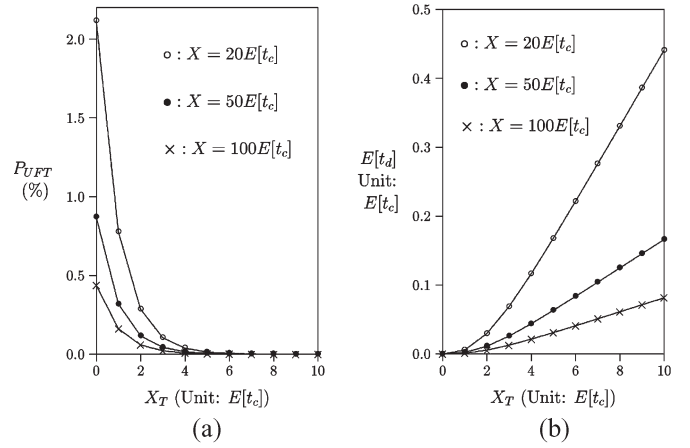 2.0
1.5
1.0
0.5
0.0
P_UFT
(%)
○ : X = 20E[t_c]
● : X = 50E[t_c]
× : X = 100E[t_c]
0 2 4 6 8 10
X_T (Unit: E[t_c])
(a)
0.5
0.4
0.3
0.2
0.1
0.0
E[t_d]
Unit:
E[t_c]
○ : X = 20E[t_c]
● : X = 50E[t_c]
× : X = 100E[t_c]
0 2 4 6 8 10
X_T (Unit: E[t_c])
(b)